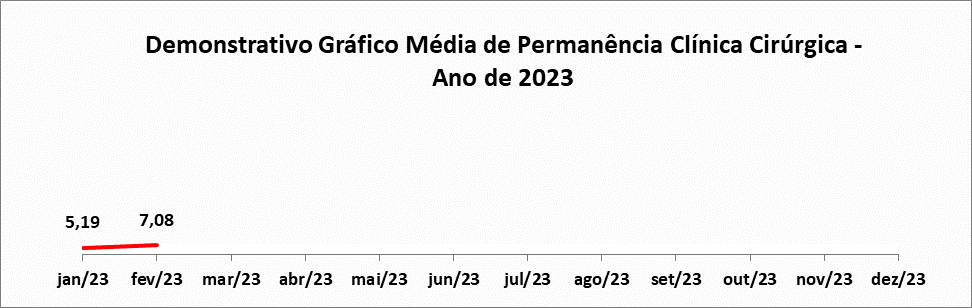 Demonstrativo Gráfico Média de Permanência Clínica Cirúrgica -
Ano de 2023
5,19 7,08
jan/23 fev/23 mar/23 abr/23 mai/23 jun/23 jul/23 ago/23 set/23 out/23 nov/23 dez/23